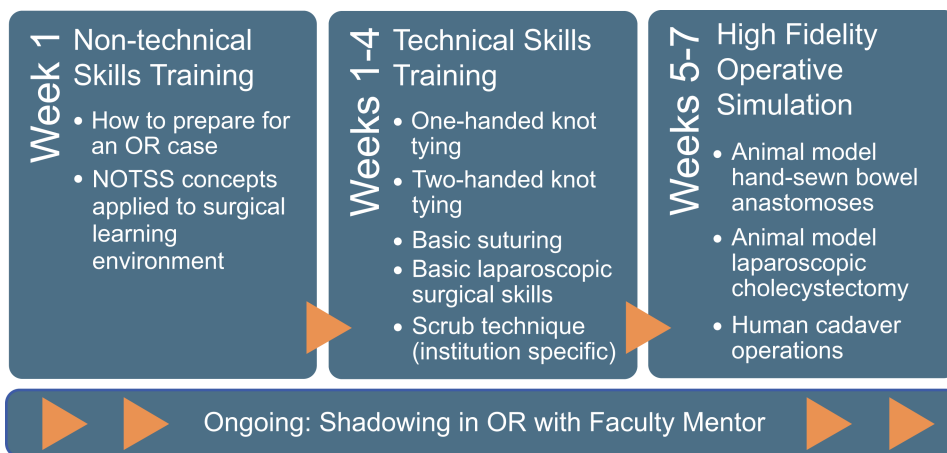 Week 1
Non-technical
Skills Training
• How to prepare for
an OR case
• NOTSS concepts
applied to surgical
learning
environment
Weeks 1-4
Technical Skills
Training
• One-handed knot
tying
• Two-handed knot
tying
• Basic suturing
• Basic laparoscopic
surgical skills
• Scrub technique
(institution specific)
Weeks 5-7
High Fidelity
Operative
Simulation
• Animal model
hand-sewn bowel
anastomoses
• Animal model
laparoscopic
cholecystectomy
• Human cadaver
operations
Ongoing: Shadowing in OR with Faculty Mentor